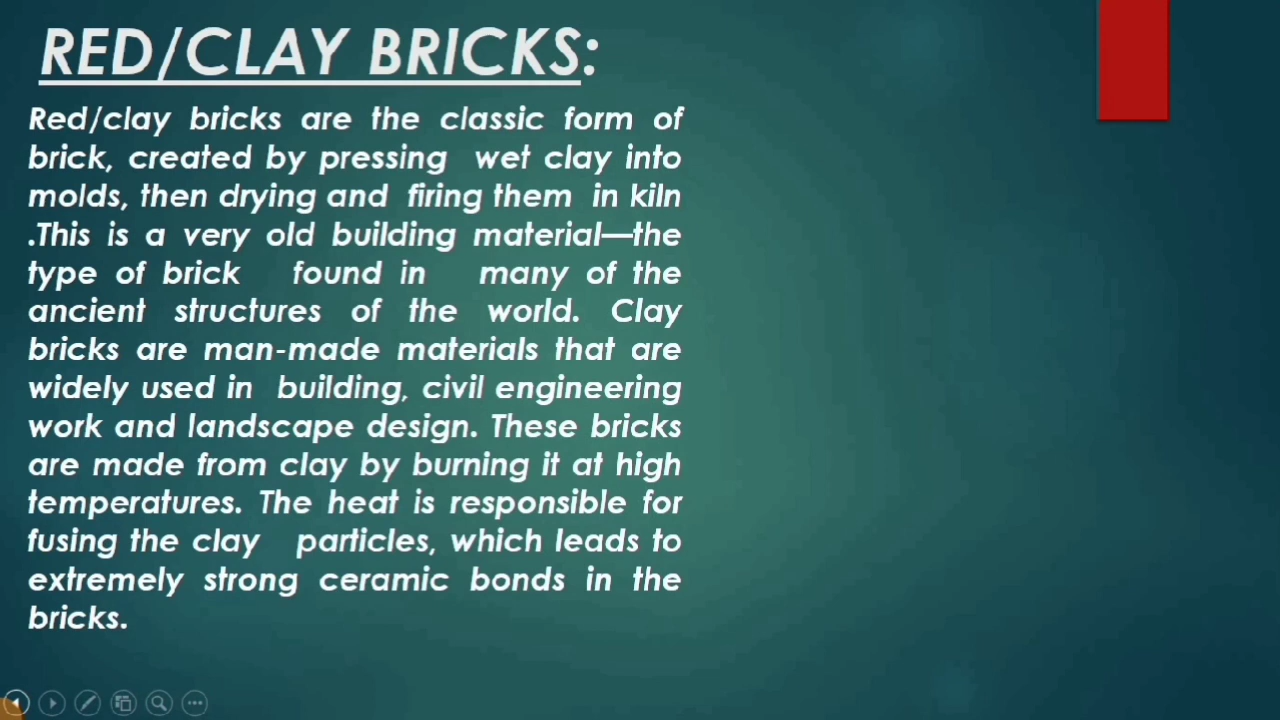 RED/CLAY BRICKS:
Red/clay bricks are the classic form of
brick, created by pressing wet clay into
molds, then drying and firing them in kiln
.This is a very old building material—the
type of brick found in many of the
ancient structures of the world. Clay
bricks are man-made materials that are
widely used in building, civil engineering
work and landscape design. These bricks
are made from clay by burning it at high
temperatures. The heat is responsible for
fusing the clay particles, which leads to
extremely strong ceramic bonds in the
bricks.